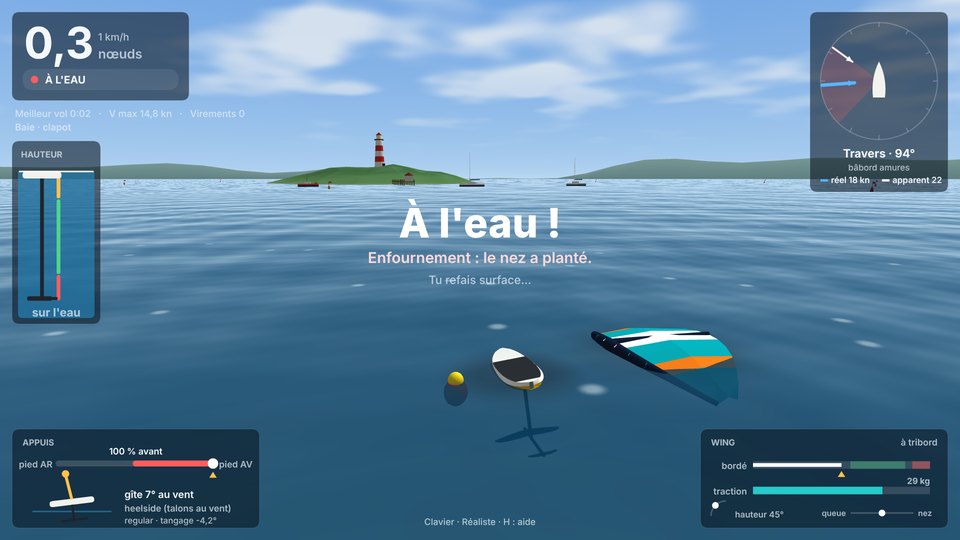 0,3 1 km/h nœuds
À L'EAU
Meilleur vol 0:02 · V max 14,8 kn · Virements 0
Baie · clapot
HAUTEUR
sur l'eau
Travers · 94°
bâbord amures
réel 18 kn apparent 22
À l'eau !
Enfournement : le nez a planté.
Tu refais surface...
APPUIS
100 % avant
pied AR pied AV
gîte 7° au vent
heelside (talons au vent)
regular · tangage -4,2°
Clavier · Réaliste · H : aide
WING à tribord
bordé
29 kg
traction
hauteur 45° queue nez